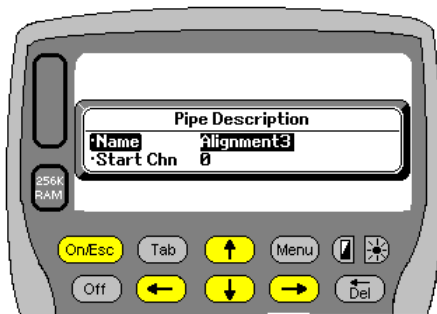 Pipe Description
·Name Alignment3
·Start Chn 0
256K
RAM
On/Esc Tab Menu
Off Del